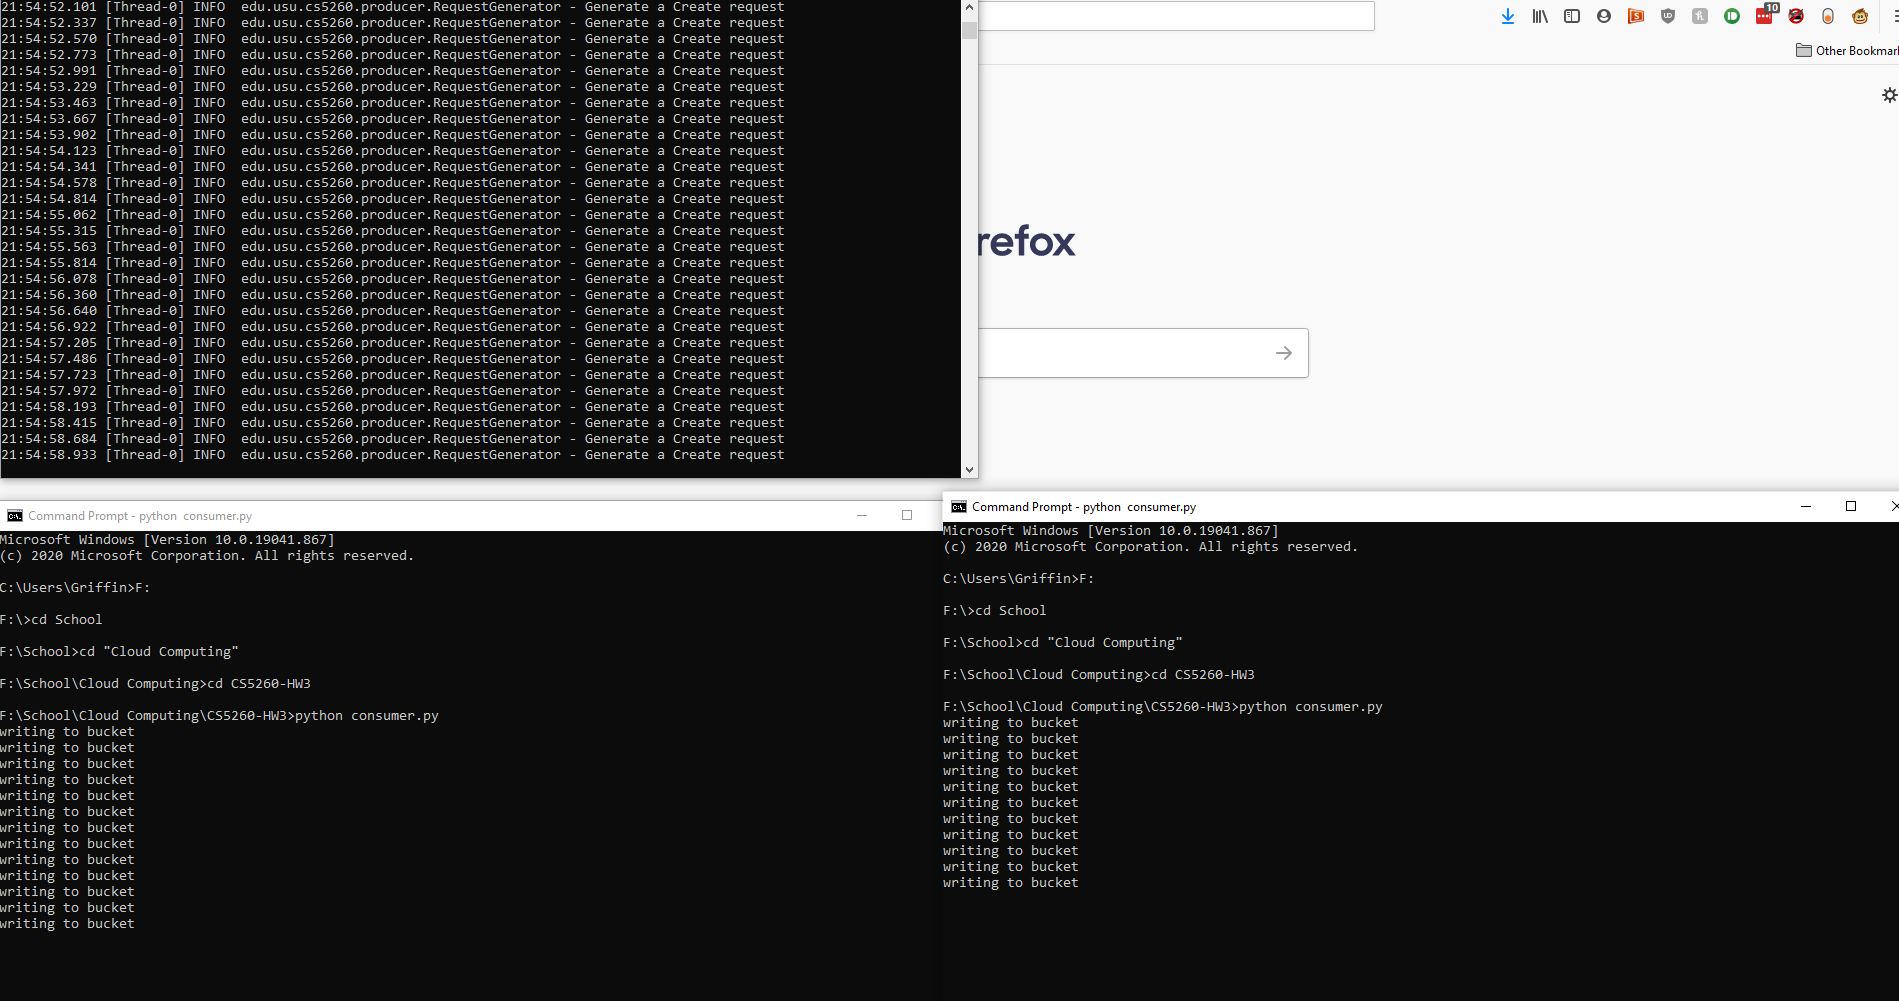 21:54:52.101 [Thread-0] INFO  edu.usu.cs5260.producer.RequestGenerator - Generate a Create request
21:54:52.337 [Thread-0] INFO  edu.usu.cs5260.producer.RequestGenerator - Generate a Create request
21:54:52.570 [Thread-0] INFO  edu.usu.cs5260.producer.RequestGenerator - Generate a Create request
21:54:52.773 [Thread-0] INFO  edu.usu.cs5260.producer.RequestGenerator - Generate a Create request
21:54:52.991 [Thread-0] INFO  edu.usu.cs5260.producer.RequestGenerator - Generate a Create request
21:54:53.229 [Thread-0] INFO  edu.usu.cs5260.producer.RequestGenerator - Generate a Create request
21:54:53.463 [Thread-0] INFO  edu.usu.cs5260.producer.RequestGenerator - Generate a Create request
21:54:53.667 [Thread-0] INFO  edu.usu.cs5260.producer.RequestGenerator - Generate a Create request
21:54:53.902 [Thread-0] INFO  edu.usu.cs5260.producer.RequestGenerator - Generate a Create request
21:54:54.123 [Thread-0] INFO  edu.usu.cs5260.producer.RequestGenerator - Generate a Create request
21:54:54.341 [Thread-0] INFO  edu.usu.cs5260.producer.RequestGenerator - Generate a Create request
21:54:54.578 [Thread-0] INFO  edu.usu.cs5260.producer.RequestGenerator - Generate a Create request
21:54:54.814 [Thread-0] INFO  edu.usu.cs5260.producer.RequestGenerator - Generate a Create request
21:54:55.062 [Thread-0] INFO  edu.usu.cs5260.producer.RequestGenerator - Generate a Create request
21:54:55.315 [Thread-0] INFO  edu.usu.cs5260.producer.RequestGenerator - Generate a Create request
21:54:55.563 [Thread-0] INFO  edu.usu.cs5260.producer.RequestGenerator - Generate a Create request
21:54:55.814 [Thread-0] INFO  edu.usu.cs5260.producer.RequestGenerator - Generate a Create request
21:54:56.078 [Thread-0] INFO  edu.usu.cs5260.producer.RequestGenerator - Generate a Create request
21:54:56.360 [Thread-0] INFO  edu.usu.cs5260.producer.RequestGenerator - Generate a Create request
21:54:56.640 [Thread-0] INFO  edu.usu.cs5260.producer.RequestGenerator - Generate a Create request
21:54:56.922 [Thread-0] INFO  edu.usu.cs5260.producer.RequestGenerator - Generate a Create request
21:54:57.205 [Thread-0] INFO  edu.usu.cs5260.producer.RequestGenerator - Generate a Create request
21:54:57.486 [Thread-0] INFO  edu.usu.cs5260.producer.RequestGenerator - Generate a Create request
21:54:57.723 [Thread-0] INFO  edu.usu.cs5260.producer.RequestGenerator - Generate a Create request
21:54:57.972 [Thread-0] INFO  edu.usu.cs5260.producer.RequestGenerator - Generate a Create request
21:54:58.193 [Thread-0] INFO  edu.usu.cs5260.producer.RequestGenerator - Generate a Create request
21:54:58.415 [Thread-0] INFO  edu.usu.cs5260.producer.RequestGenerator - Generate a Create request
21:54:58.684 [Thread-0] INFO  edu.usu.cs5260.producer.RequestGenerator - Generate a Create request
21:54:58.933 [Thread-0] INFO  edu.usu.cs5260.producer.RequestGenerator - Generate a Create request
10
Other Bookmar
refox
Command Prompt - python  consumer.py
Microsoft Windows [Version 10.0.19041.867]
(c) 2020 Microsoft Corporation. All rights reserved.
C:\Users\Griffin>F:
F:\>cd School
F:\School>cd "Cloud Computing"
F:\School\Cloud Computing>cd CS5260-HW3
F:\School\Cloud Computing\CS5260-HW3>python consumer.py
writing to bucket
writing to bucket
writing to bucket
writing to bucket
writing to bucket
writing to bucket
writing to bucket
writing to bucket
writing to bucket
writing to bucket
writing to bucket
writing to bucket
writing to bucket
Command Prompt - python  consumer.py
Microsoft Windows [Version 10.0.19041.867]
(c) 2020 Microsoft Corporation. All rights reserved.
C:\Users\Griffin>F:
F:\>cd School
F:\School>cd "Cloud Computing"
F:\School\Cloud Computing>cd CS5260-HW3
F:\School\Cloud Computing\CS5260-HW3>python consumer.py
writing to bucket
writing to bucket
writing to bucket
writing to bucket
writing to bucket
writing to bucket
writing to bucket
writing to bucket
writing to bucket
writing to bucket
writing to bucket